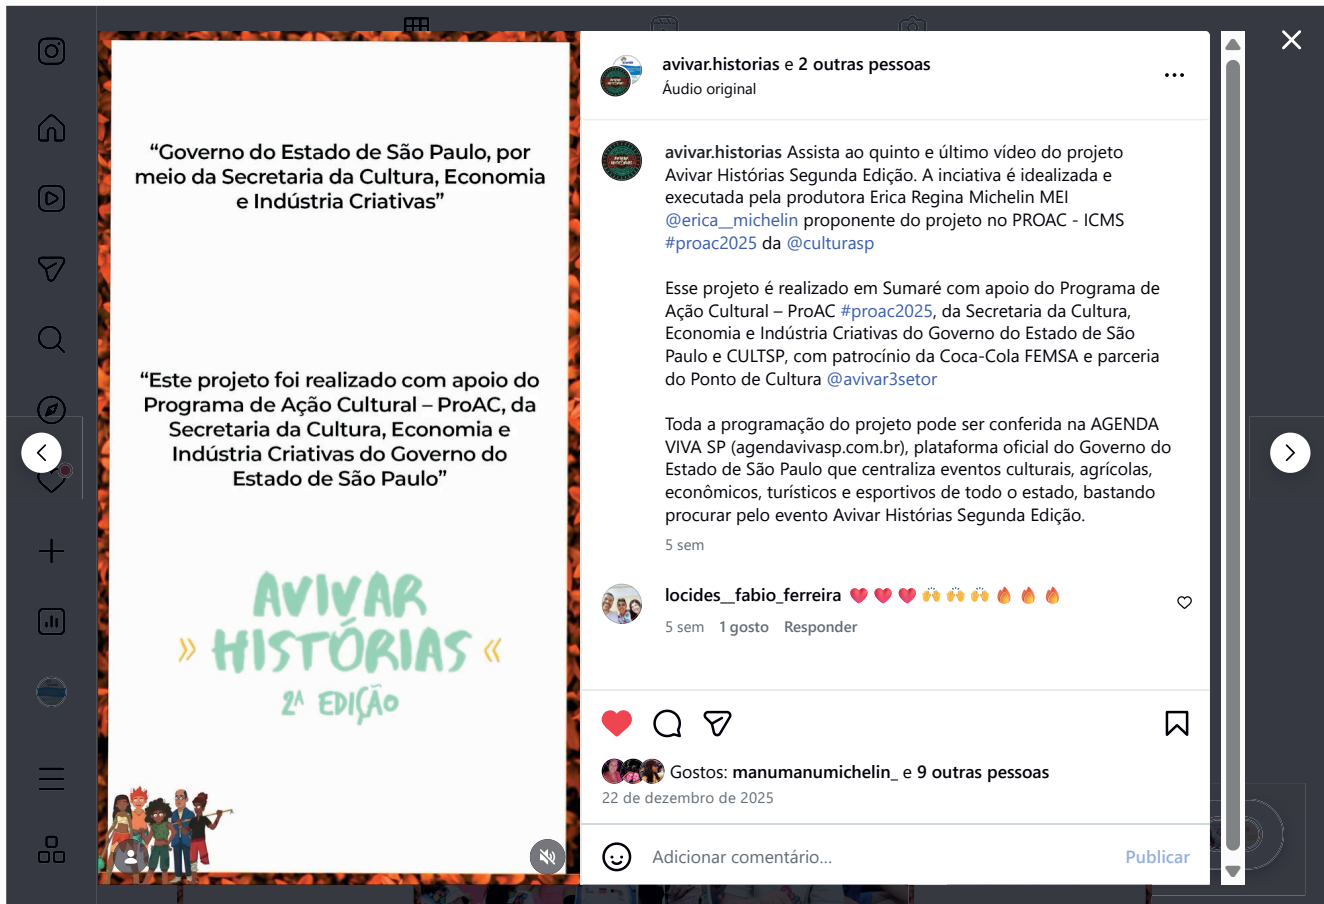 “Governo do Estado de São Paulo, por
meio da Secretaria da Cultura, Economia
e Indústria Criativas”
“Este projeto foi realizado com apoio do
Programa de Ação Cultural – ProAC, da
Secretaria da Cultura, Economia e
Indústria Criativas do Governo do
Estado de São Paulo”
AVIVAR
» HISTÓRIAS «
2ª EDIÇÃO
avivar.historias e 2 outras pessoas
Áudio original
avivar.historias Assista ao quinto e último vídeo do projeto
Avivar Histórias Segunda Edição. A inciativa é idealizada e
executada pela produtora Erica Regina Michelin MEI
@erica__michelin proponente do projeto no PROAC - ICMS
#proac2025 da @culturasp
Esse projeto é realizado em Sumaré com apoio do Programa de
Ação Cultural – ProAC #proac2025, da Secretaria da Cultura,
Economia e Indústria Criativas do Governo do Estado de São
Paulo e CULTSP, com patrocínio da Coca-Cola FEMSA e parceria
do Ponto de Cultura @avivar3setor
Toda a programação do projeto pode ser conferida na AGENDA
VIVA SP (agendavivasp.com.br), plataforma oficial do Governo do
Estado de São Paulo que centraliza eventos culturais, agrícolas,
econômicos, turísticos e esportivos de todo o estado, bastando
procurar pelo evento Avivar Histórias Segunda Edição.
5 sem
locides__fabio_ferreira ❤️❤️❤️🙌🙌🙌🔥🔥🔥
5 sem 1 gosto Responder
Gostos: manumanumichelin_ e 9 outras pessoas
22 de dezembro de 2025
Adicionar comentário...
Publicar